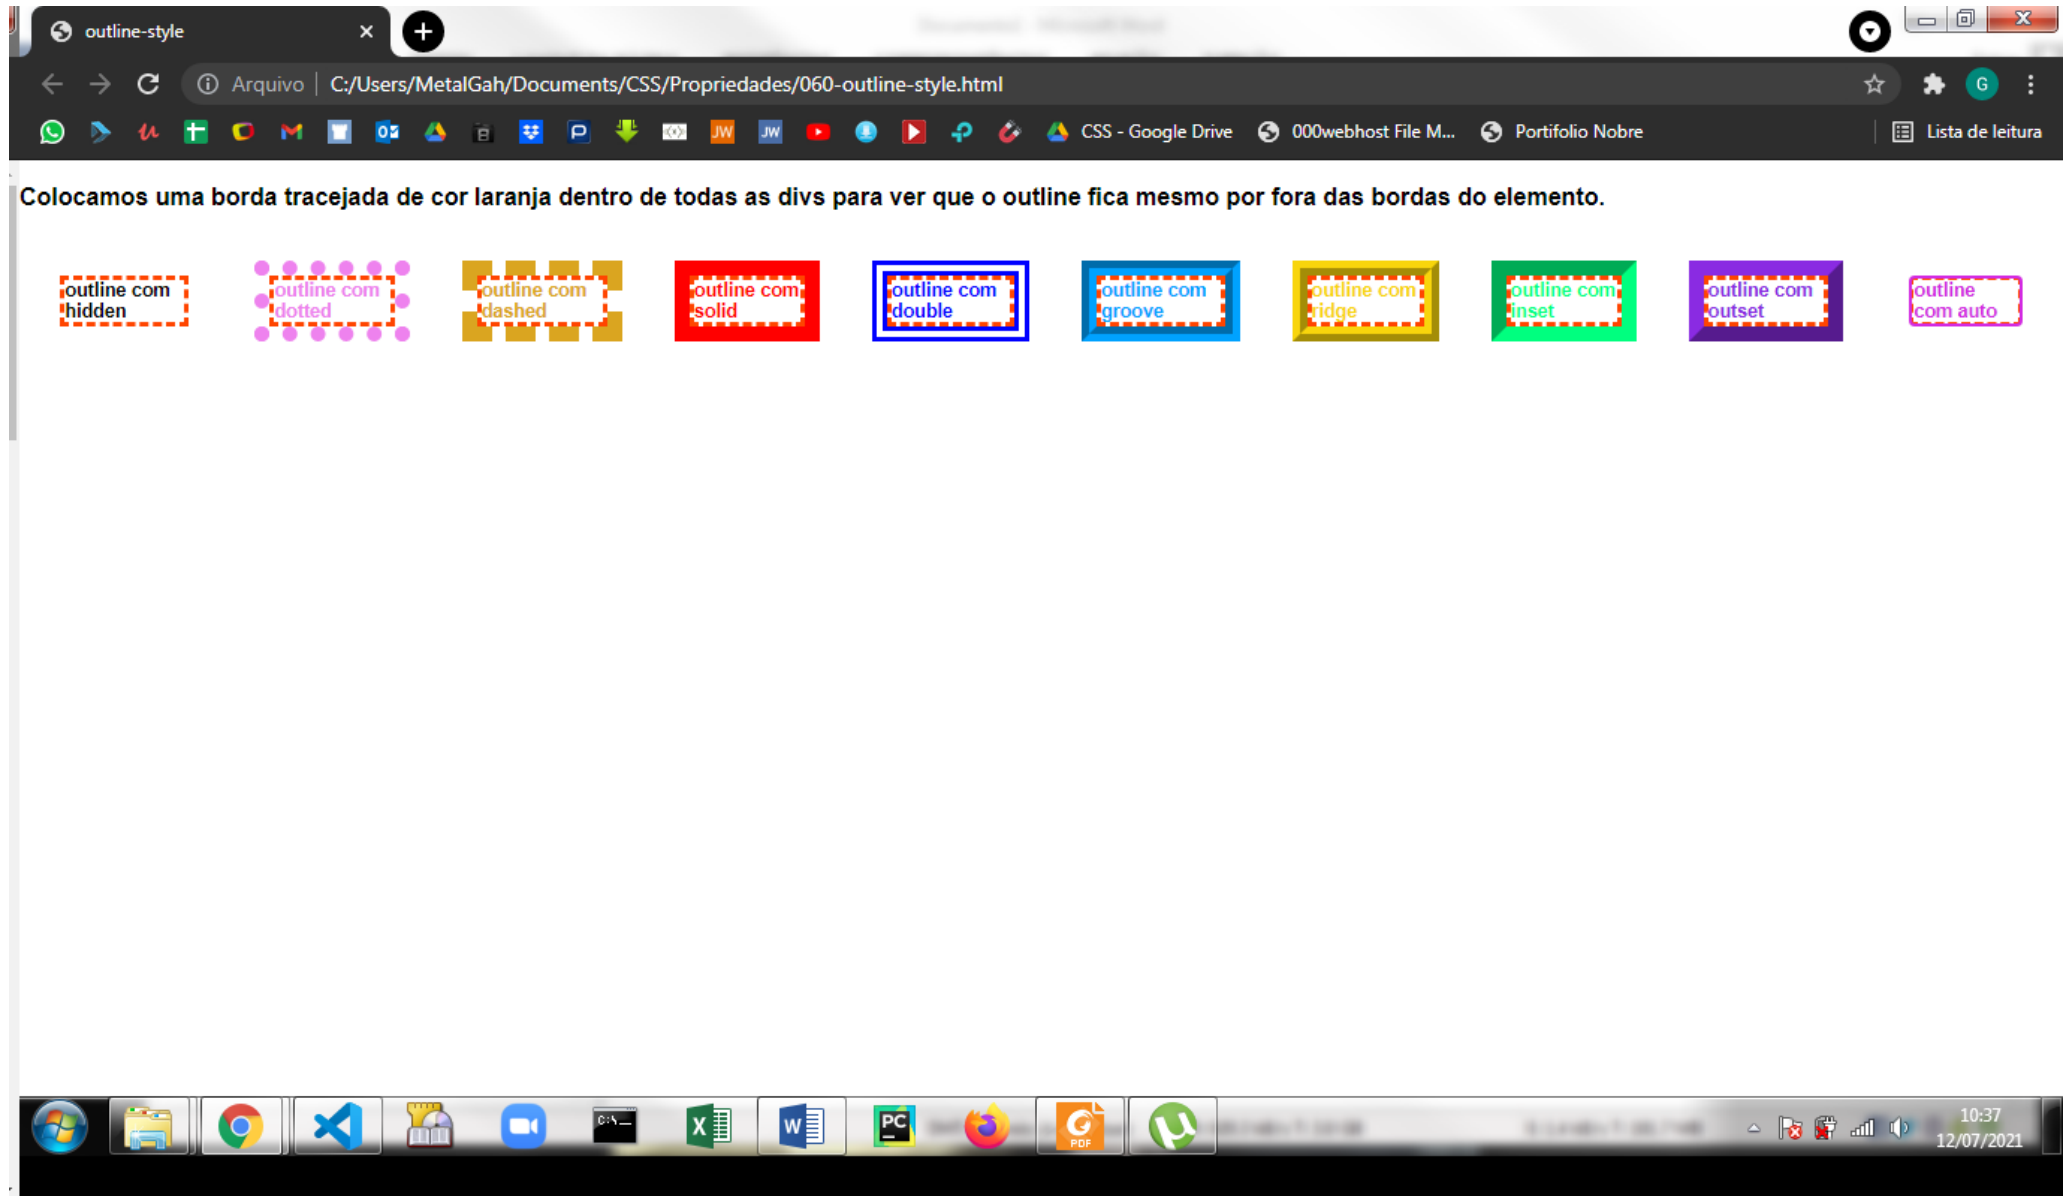 outline-style
Arquivo
C:/Users/MetalGah/Documents/CSS/Propriedades/060-outline-style.html
CSS - Google Drive
000webhost File M...
Portifolio Nobre
Lista de leitura
Colocamos uma borda tracejada de cor laranja dentro de todas as divs para ver que o outline fica mesmo por fora das bordas do elemento.
outline com
hidden
outline com
dotted
outline com
dashed
outline com
solid
outline com
double
outline com
groove
outline com
ridge
outline com
inset
outline com
outset
outline
com auto
10:37
12/07/2021